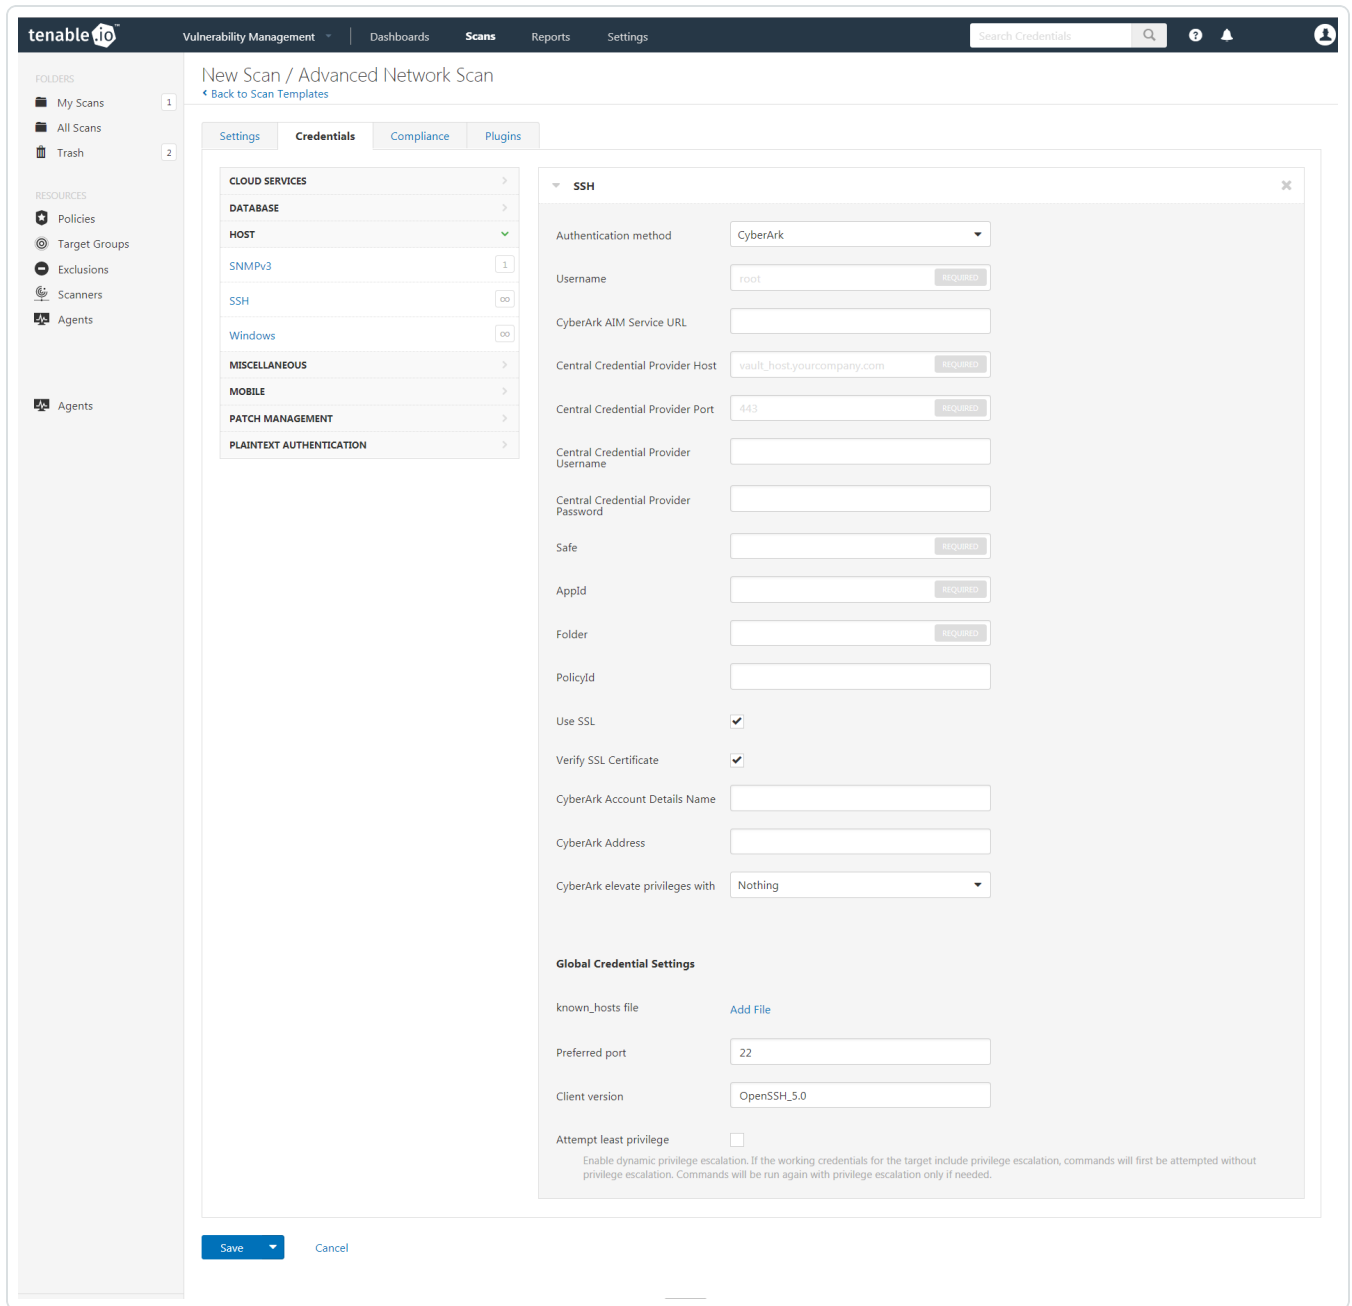 tenable.io™
Vulnerability Management
Dashboards
Scans
Reports
Settings
Search Credentials
FOLDERS
My Scans 1
All Scans
Trash 2
RESOURCES
Policies
Target Groups
Exclusions
Scanners
Agents
Agents
New Scan / Advanced Network Scan
Back to Scan Templates
Settings
Credentials
Compliance
Plugins
CLOUD SERVICES
DATABASE
HOST
SNMPv3 1
SSH ∞
Windows ∞
MISCELLANEOUS
MOBILE
PATCH MANAGEMENT
PLAINTEXT AUTHENTICATION
SSH
Authentication method CyberArk
Username root REQUIRED
CyberArk AIM Service URL
Central Credential Provider Host vault_host.yourcompany.com REQUIRED
Central Credential Provider Port 443 REQUIRED
Central Credential Provider
Username
Central Credential Provider
Password
Safe REQUIRED
AppId REQUIRED
Folder REQUIRED
PolicyId
Use SSL
Verify SSL Certificate
CyberArk Account Details Name
CyberArk Address
CyberArk elevate privileges with Nothing
Global Credential Settings
known_hosts file Add File
Preferred port 22
Client version OpenSSH_5.0
Attempt least privilege
Enable dynamic privilege escalation. If the working credentials for the target include privilege escalation, commands will first be attempted without
privilege escalation. Commands will be run again with privilege escalation only if needed.
Save
Cancel